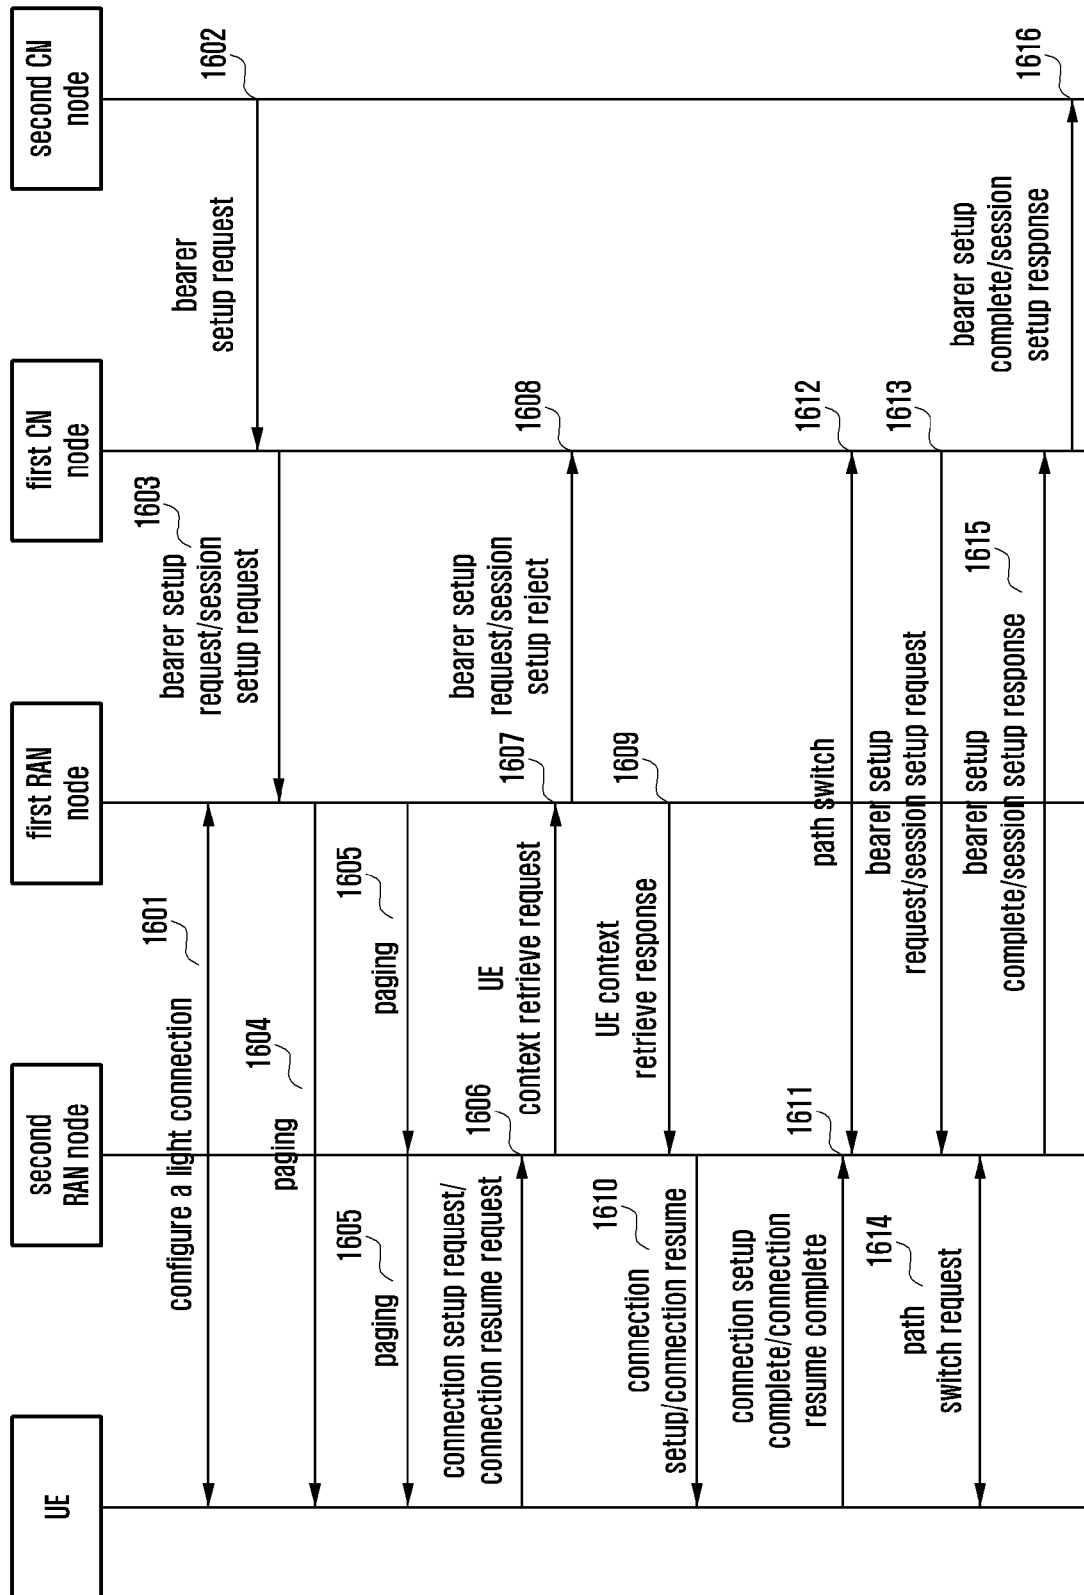 UE
second
RAN node
first RAN
node
first CN
node
second CN
node
1601
configure a light connection
1602
bearer
setup request
1603
bearer setup
request/session
setup request
1604
paging
1605
paging
1605
paging
1606
connection setup request/
connection resume request
1607
UE
context retrieve request
1608
bearer setup
request/session
setup reject
1609
UE context
retrieve response
1610
connection
setup/connection resume
1611
connection setup
complete/connection
resume complete
1612
path switch
1613
bearer setup
request/session setup request
1614
path
switch request
1615
bearer setup
complete/session setup response
1616
bearer setup
complete/session
setup response